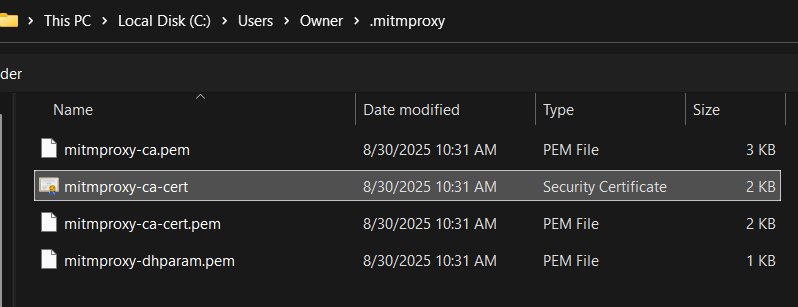 This PC > Local Disk (C:) > Users > Owner > .mitmproxy
der
Name Date modified Type Size
mitmproxy-ca.pem 8/30/2025 10:31 AM PEM File 3 KB
mitmproxy-ca-cert 8/30/2025 10:31 AM Security Certificate 2 KB
mitmproxy-ca-cert.pem 8/30/2025 10:31 AM PEM File 2 KB
mitmproxy-dhparam.pem 8/30/2025 10:31 AM PEM File 1 KB